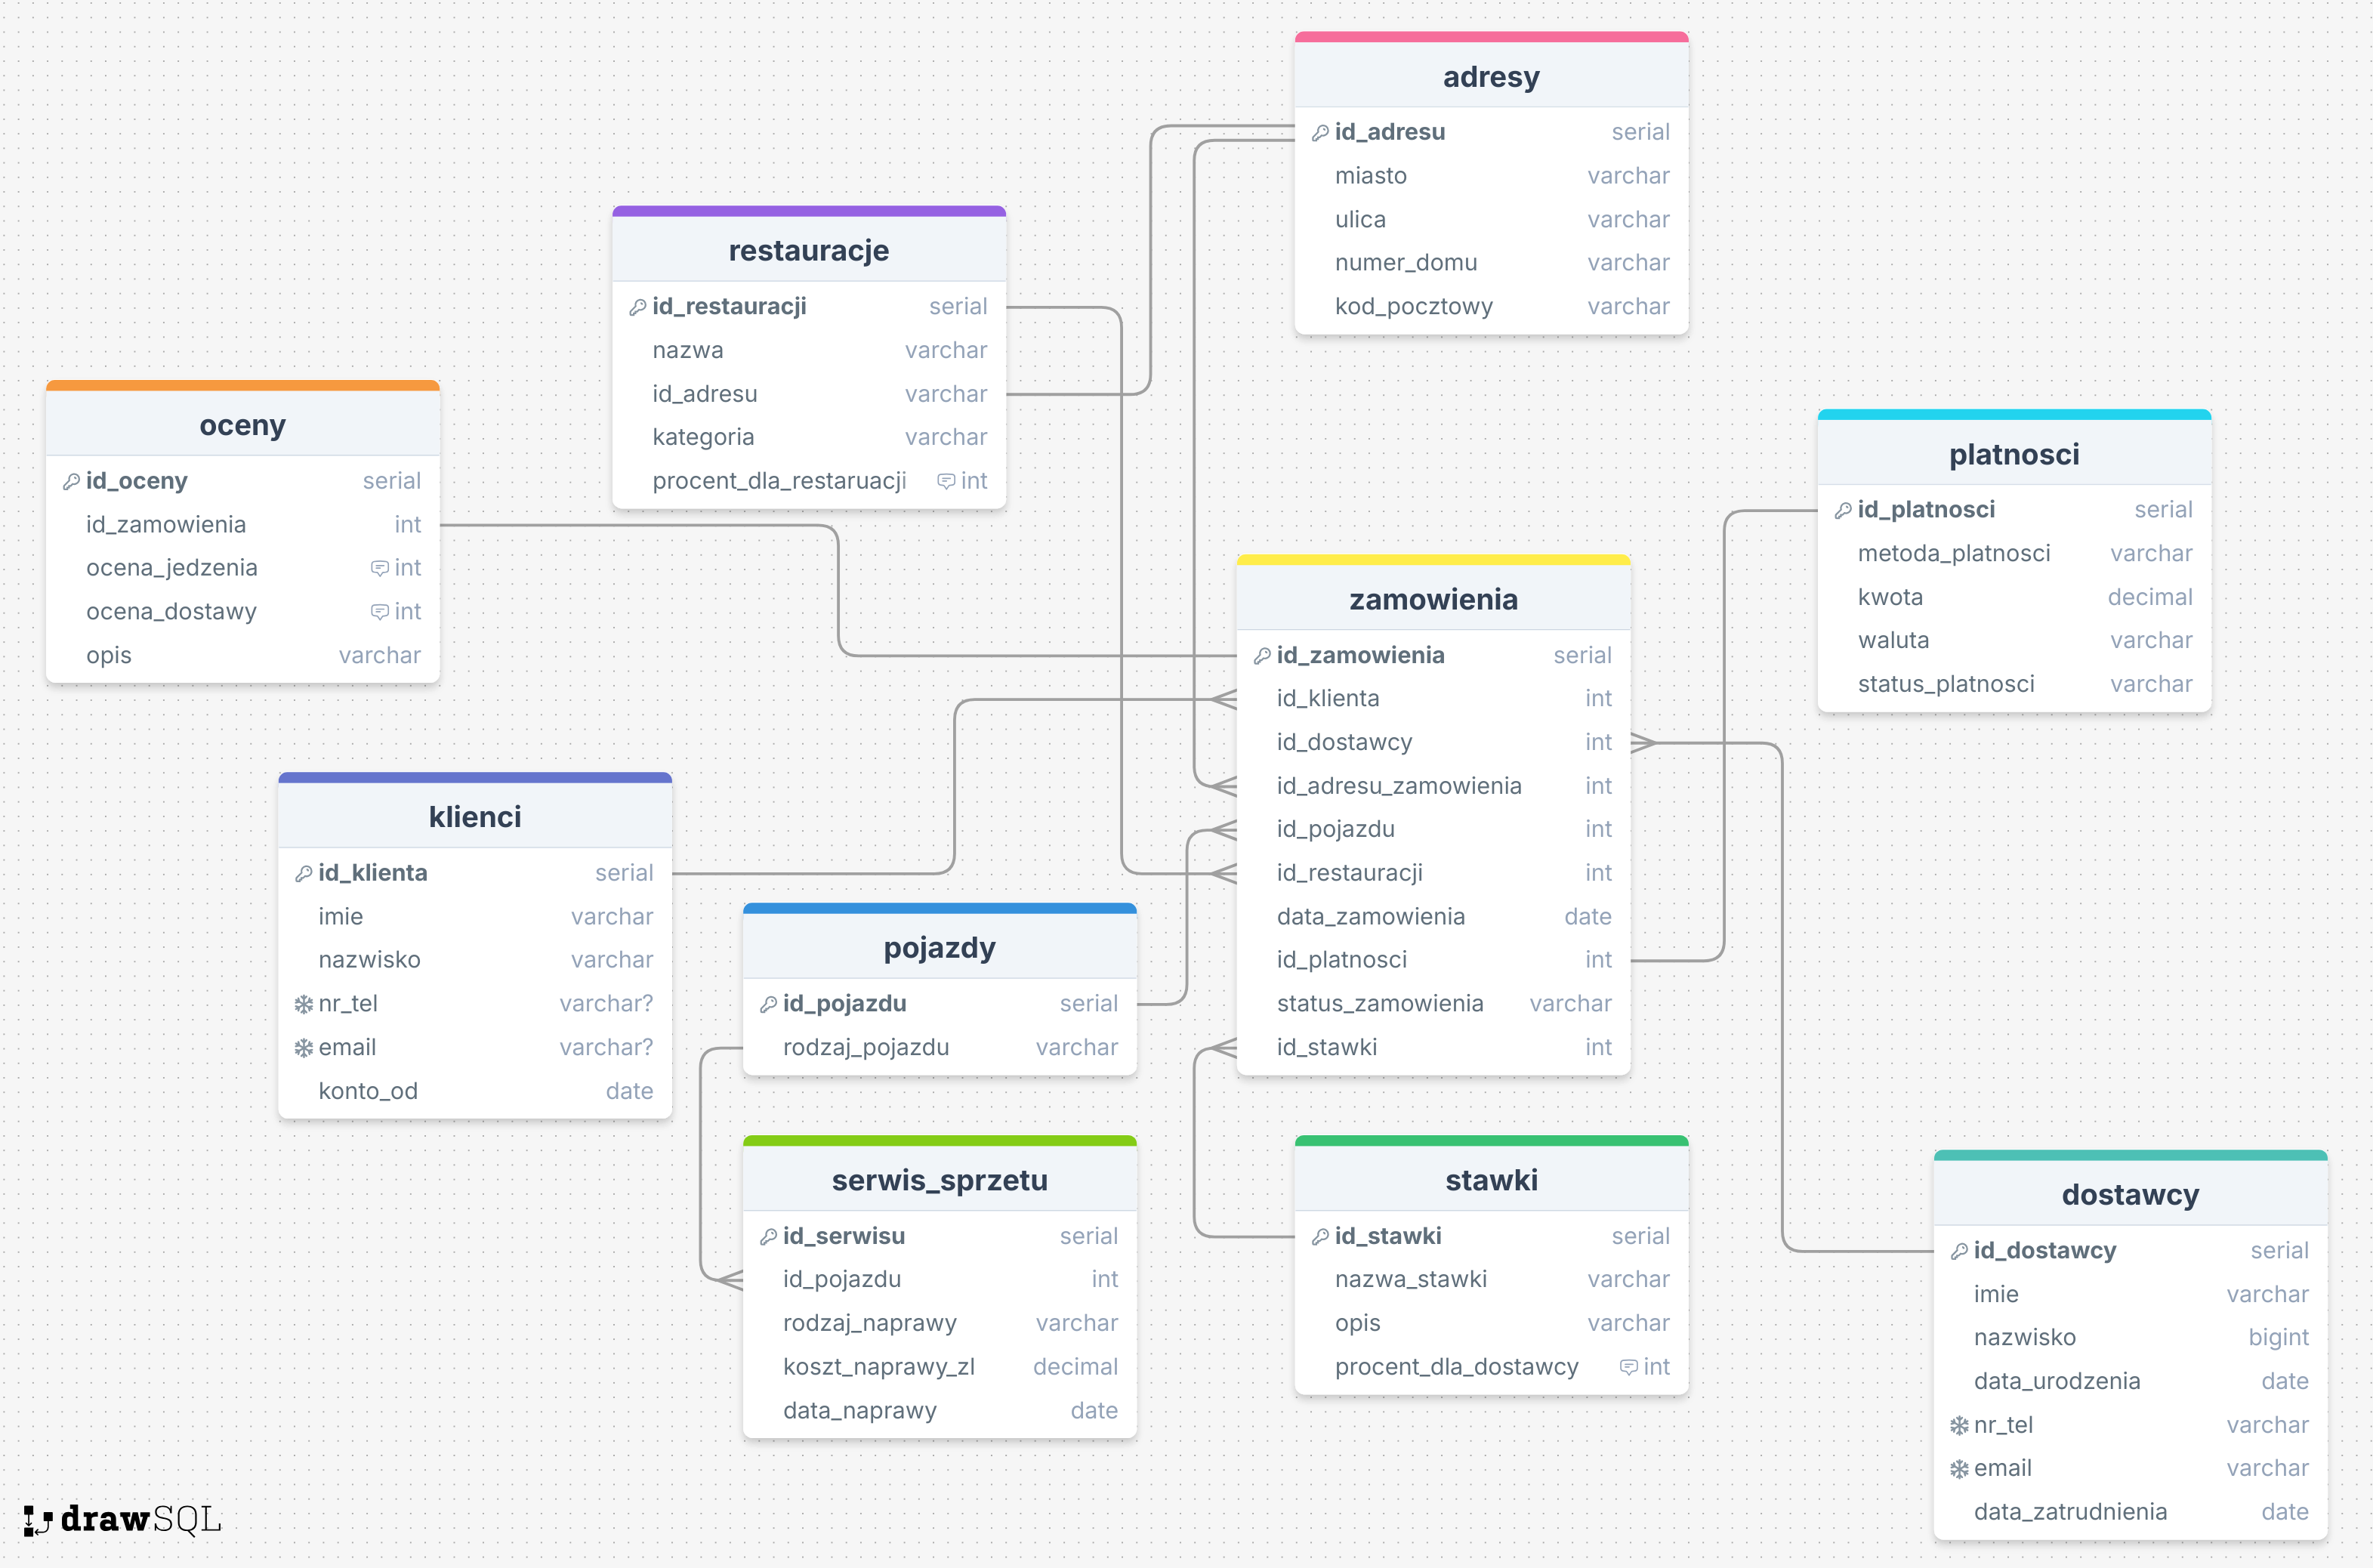 adresy
id_adresu serial
miasto varchar
ulica varchar
numer_domu varchar
kod_pocztowy varchar
restauracje
id_restauracji serial
nazwa varchar
id_adresu varchar
kategoria varchar
procent_dla_restaruacji int
oceny
id_oceny serial
id_zamowienia int
ocena_jedzenia int
ocena_dostawy int
opis varchar
platnosci
id_platnosci serial
metoda_platnosci varchar
kwota decimal
waluta varchar
status_platnosci varchar
zamowienia
id_zamowienia serial
id_klienta int
id_dostawcy int
id_adresu_zamowienia int
id_pojazdu int
id_restauracji int
data_zamowienia date
id_platnosci int
status_zamowienia varchar
id_stawki int
klienci
id_klienta serial
imie varchar
nazwisko varchar
nr_tel varchar?
email varchar?
konto_od date
pojazdy
id_pojazdu serial
rodzaj_pojazdu varchar
serwis_sprzetu
id_serwisu serial
id_pojazdu int
rodzaj_naprawy varchar
koszt_naprawy_zl decimal
data_naprawy date
stawki
id_stawki serial
nazwa_stawki varchar
opis varchar
procent_dla_dostawcy int
dostawcy
id_dostawcy serial
imie varchar
nazwisko bigint
data_urodzenia date
nr_tel varchar
email varchar
data_zatrudnienia date
drawSQL